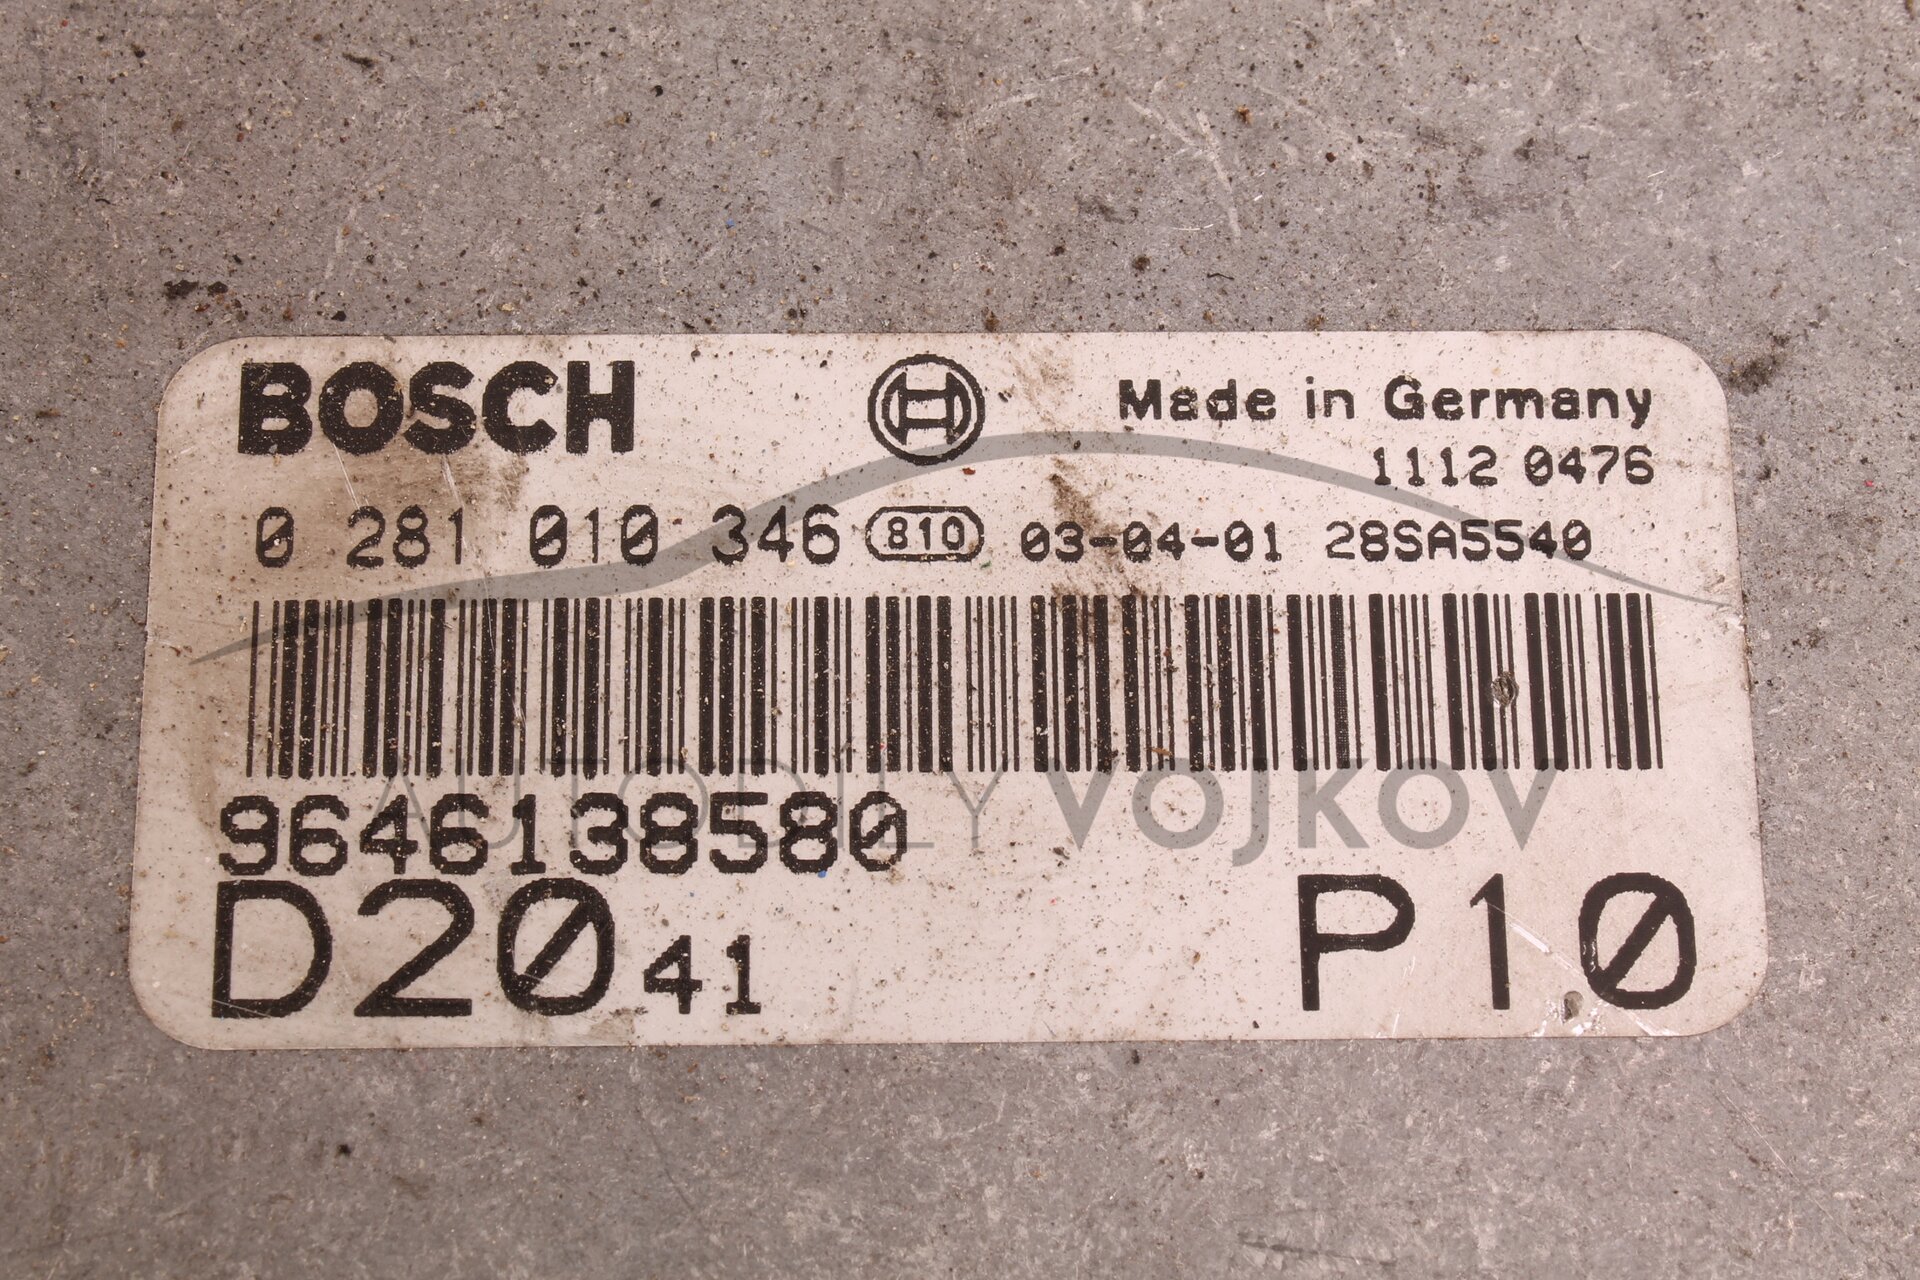 BOSCH Made in Germany
1112 0476
0 281 010 346 810 03-04-01 28SA5540
AUTODILY VOJKOV
9646138580
D20 41 P10